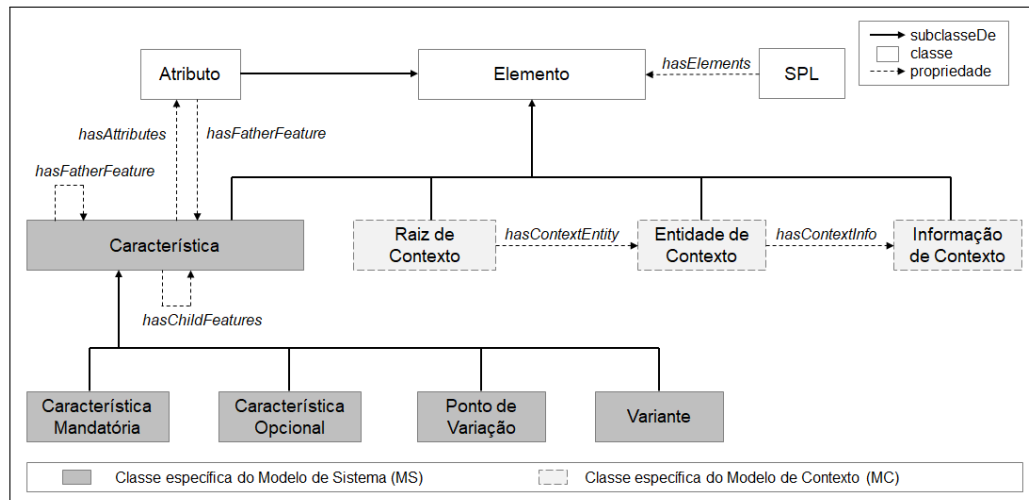 subclasseDe
classe
propriedade
Atributo
Elemento
hasElements
SPL
hasAttributes
hasFatherFeature
hasFatherFeature
Característica
Raiz de
Contexto
hasContextEntity
Entidade de
Contexto
hasContextInfo
Informação
de Contexto
hasChildFeatures
Característica
Mandatória
Característica
Opcional
Ponto de
Variação
Variante
Classe específica do Modelo de Sistema (MS)
Classe específica do Modelo de Contexto (MC)